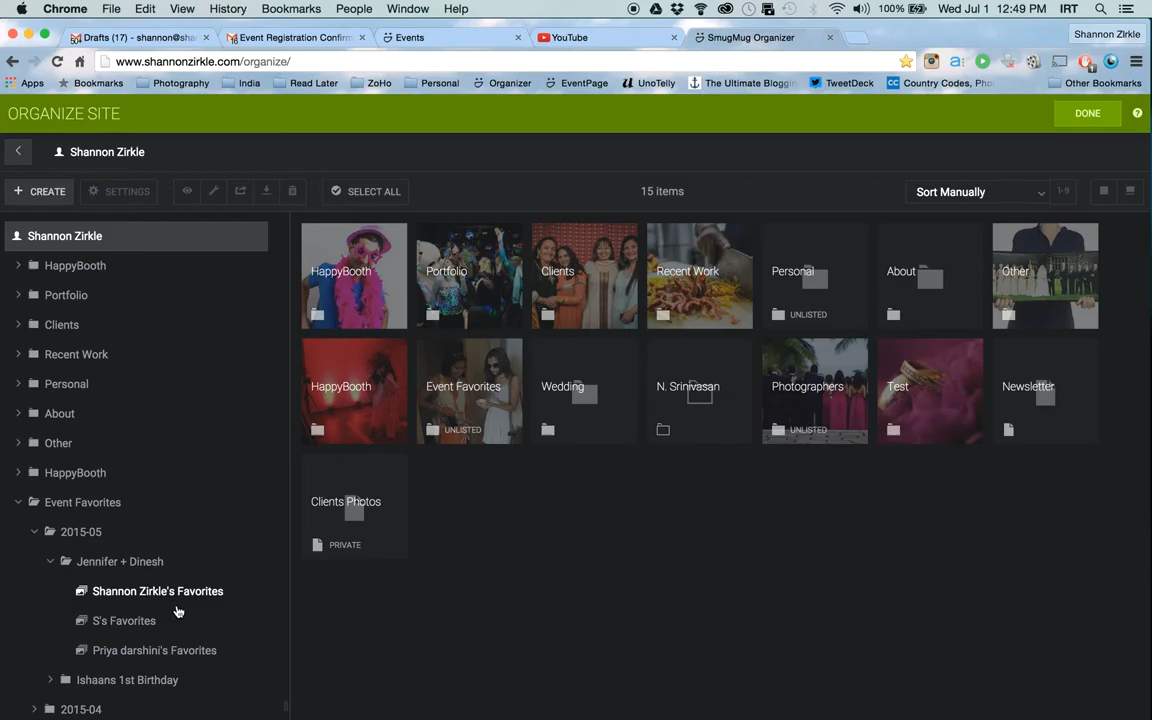 Chrome File Edit View History Bookmarks People Window Help 100% Wed Jul 1 12:49 PM IRT
Drafts (17) - shannon@sha Event Registration Confirm Events YouTube SmugMug Organizer Shannon Zirkle
www.shannonzirkle.com/organize/
Apps Bookmarks Photography India Read Later ZoHo Personal Organizer EventPage UnoTelly The Ultimate Bloggin TweetDeck Country Codes, Pho Other Bookmarks
ORGANIZE SITE DONE ?
Shannon Zirkle
+ CREATE SETTINGS SELECT ALL 15 items Sort Manually 1-9
Shannon Zirkle
HappyBooth
Portfolio
Clients
Recent Work
Personal
About
Other
HappyBooth
Event Favorites
2015-05
Jennifer + Dinesh
Shannon Zirkle's Favorites
S's Favorites
Priya darshini's Favorites
Ishaans 1st Birthday
2015-04
HappyBooth Portfolio Clients Recent Work Personal About Other
UNLISTED
HappyBooth Event Favorites Wedding N. Srinivasan Photographers Test Newsletter
UNLISTED UNLISTED
Clients Photos
PRIVATE